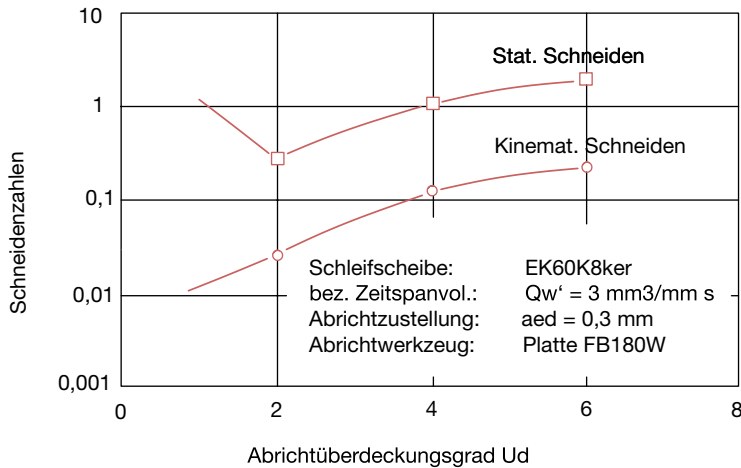 10
1
0,1
0,01
0,001
Schneidenzahlen
Stat. Schneiden
Kinemat. Schneiden
Schleifscheibe: EK60K8ker
bez. Zeitspanvol.: Qw‘ = 3 mm3/mm s
Abrichtzustellung: aed = 0,3 mm
Abrichtwerkzeug: Platte FB180W
0 2 4 6 8
Abrichtüberdeckungsgrad Ud